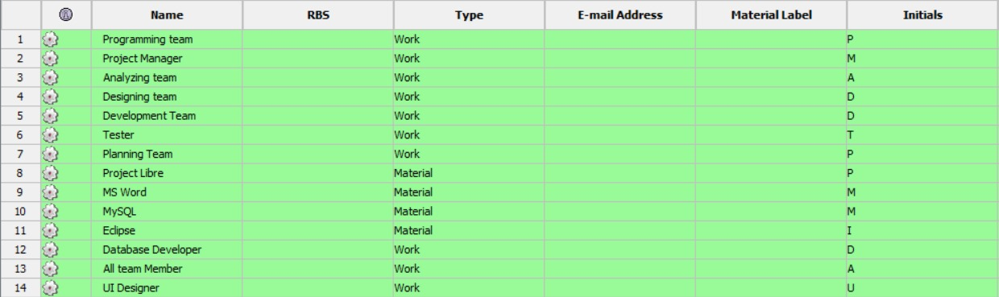 Name RBS Type E-mail Address Material Label Initials
1 Programming team Work P
2 Project Manager Work M
3 Analyzing team Work A
4 Designing team Work D
5 Development Team Work D
6 Tester Work T
7 Planning Team Work P
8 Project Libre Material P
9 MS Word Material M
10 MySQL Material M
11 Eclipse Material I
12 Database Developer Work D
13 All team Member Work A
14 UI Designer Work U